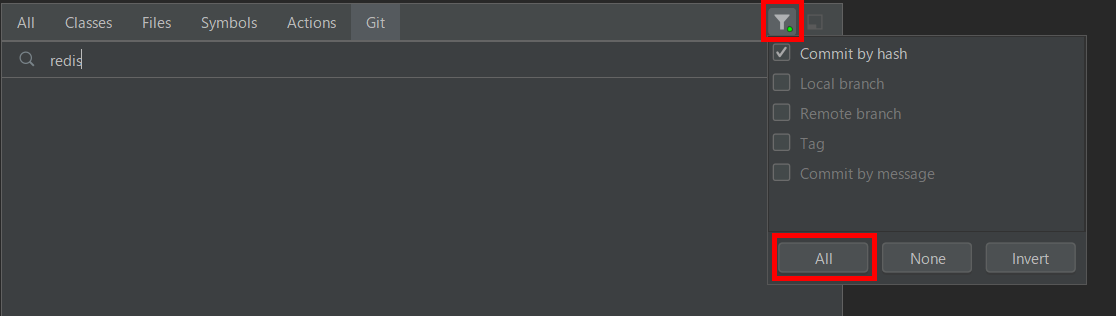 All Classes Files Symbols Actions Git
redis
Commit by hash
Local branch
Remote branch
Tag
Commit by message
All None Invert